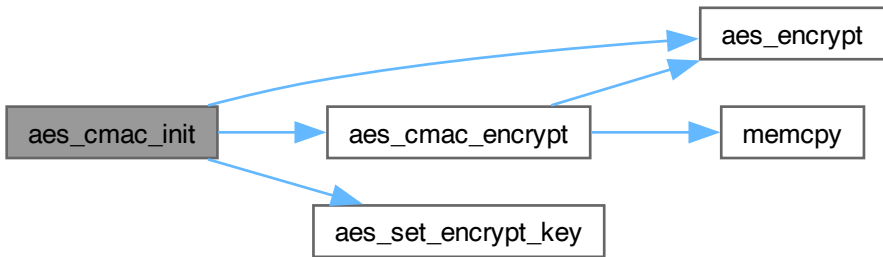 aes_encrypt
aes_cmac_init
aes_cmac_encrypt
memcpy
aes_set_encrypt_key